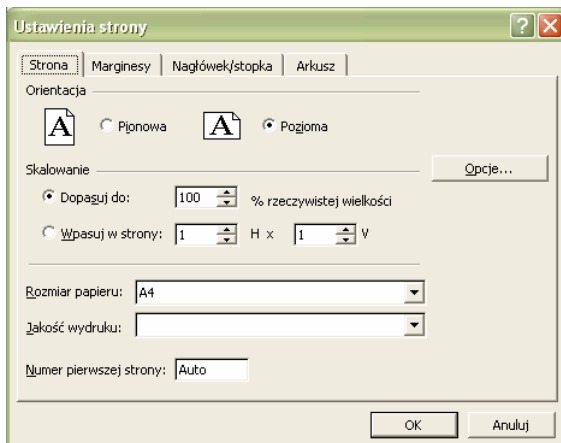 Ustawienia strony
Strona Marginesy Nagłówek/stopka Arkusz
Orientacja
A Pionowa A Pozioma
Skalowanie
Opcje...
Dopasuj do: 100 % rzeczywistej wielkości
Wpasuj w strony: 1 H x 1 V
Rozmiar papieru: A4
Jakość wydruku:
Numer pierwszej strony: Auto
OK Anuluj